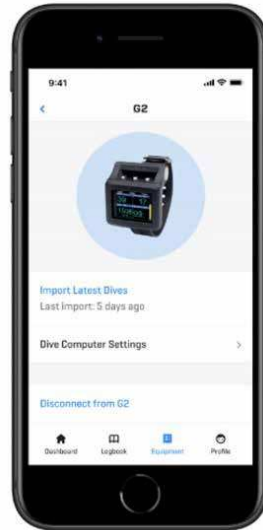 9:41
G2
Import Latest Dives
Last import: 5 days ago
Dive Computer Settings
Disconnect from G2
Dashboard Logbook Equipment Profile